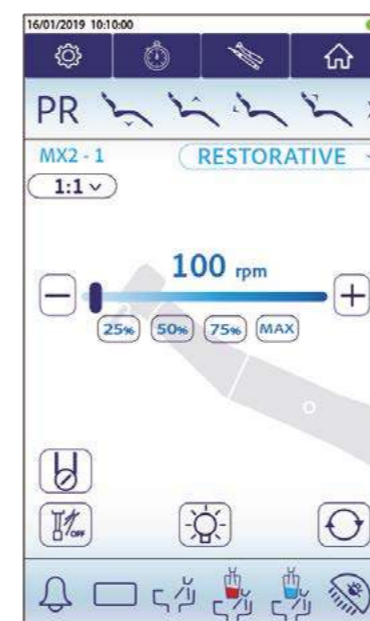 16/01/2019 10:10:00
PR
MX2 - 1
RESTORATIVE
1:1
100 rpm
25% 50% 75% MAX
OFF